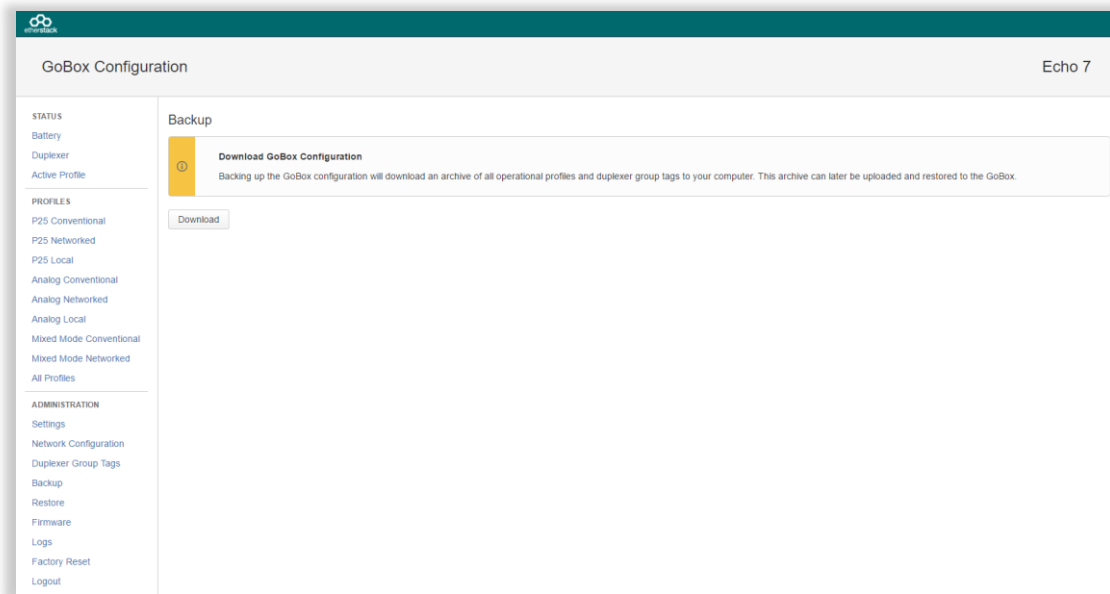 etherstack
GoBox Configuration
Echo 7
STATUS
Battery
Duplexer
Active Profile
PROFILES
P25 Conventional
P25 Networked
P25 Local
Analog Conventional
Analog Networked
Analog Local
Mixed Mode Conventional
Mixed Mode Networked
All Profiles
ADMINISTRATION
Settings
Network Configuration
Duplexer Group Tags
Backup
Restore
Firmware
Logs
Factory Reset
Logout
Backup
Download GoBox Configuration
Backing up the GoBox configuration will download an archive of all operational profiles and duplexer group tags to your computer. This archive can later be uploaded and restored to the GoBox.
Download